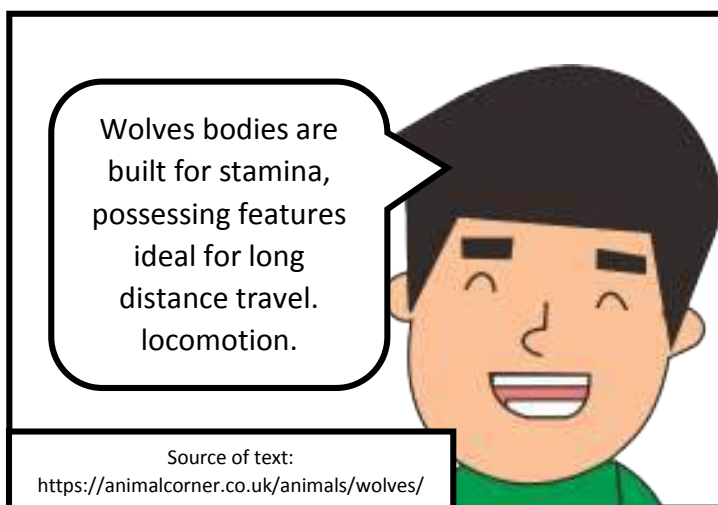 Wolves bodies are
built for stamina,
possessing features
ideal for long
distance travel.
locomotion.
Source of text:
https://animalcorner.co.uk/animals/wolves/